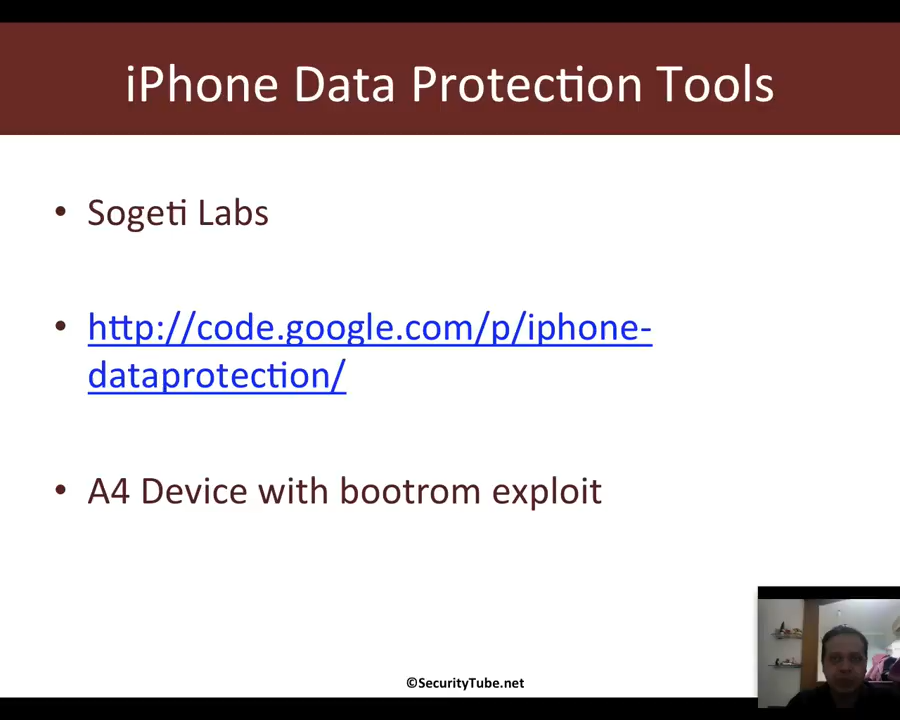 iPhone Data Protection Tools
• Sogeti Labs
• http://code.google.com/p/iphone-
dataprotection/
• A4 Device with bootrom exploit
©SecurityTube.net